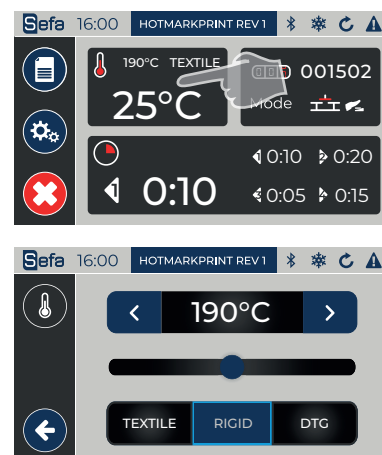 Sefa 16:00 HOTMARKPRINT REV 1
190°C TEXTILE
25°C
001502
Mode
0:10 0:20
1 0:10
0:05 0:15
Sefa 16:00 HOTMARKPRINT REV 1
190°C
TEXTILE RIGID DTG